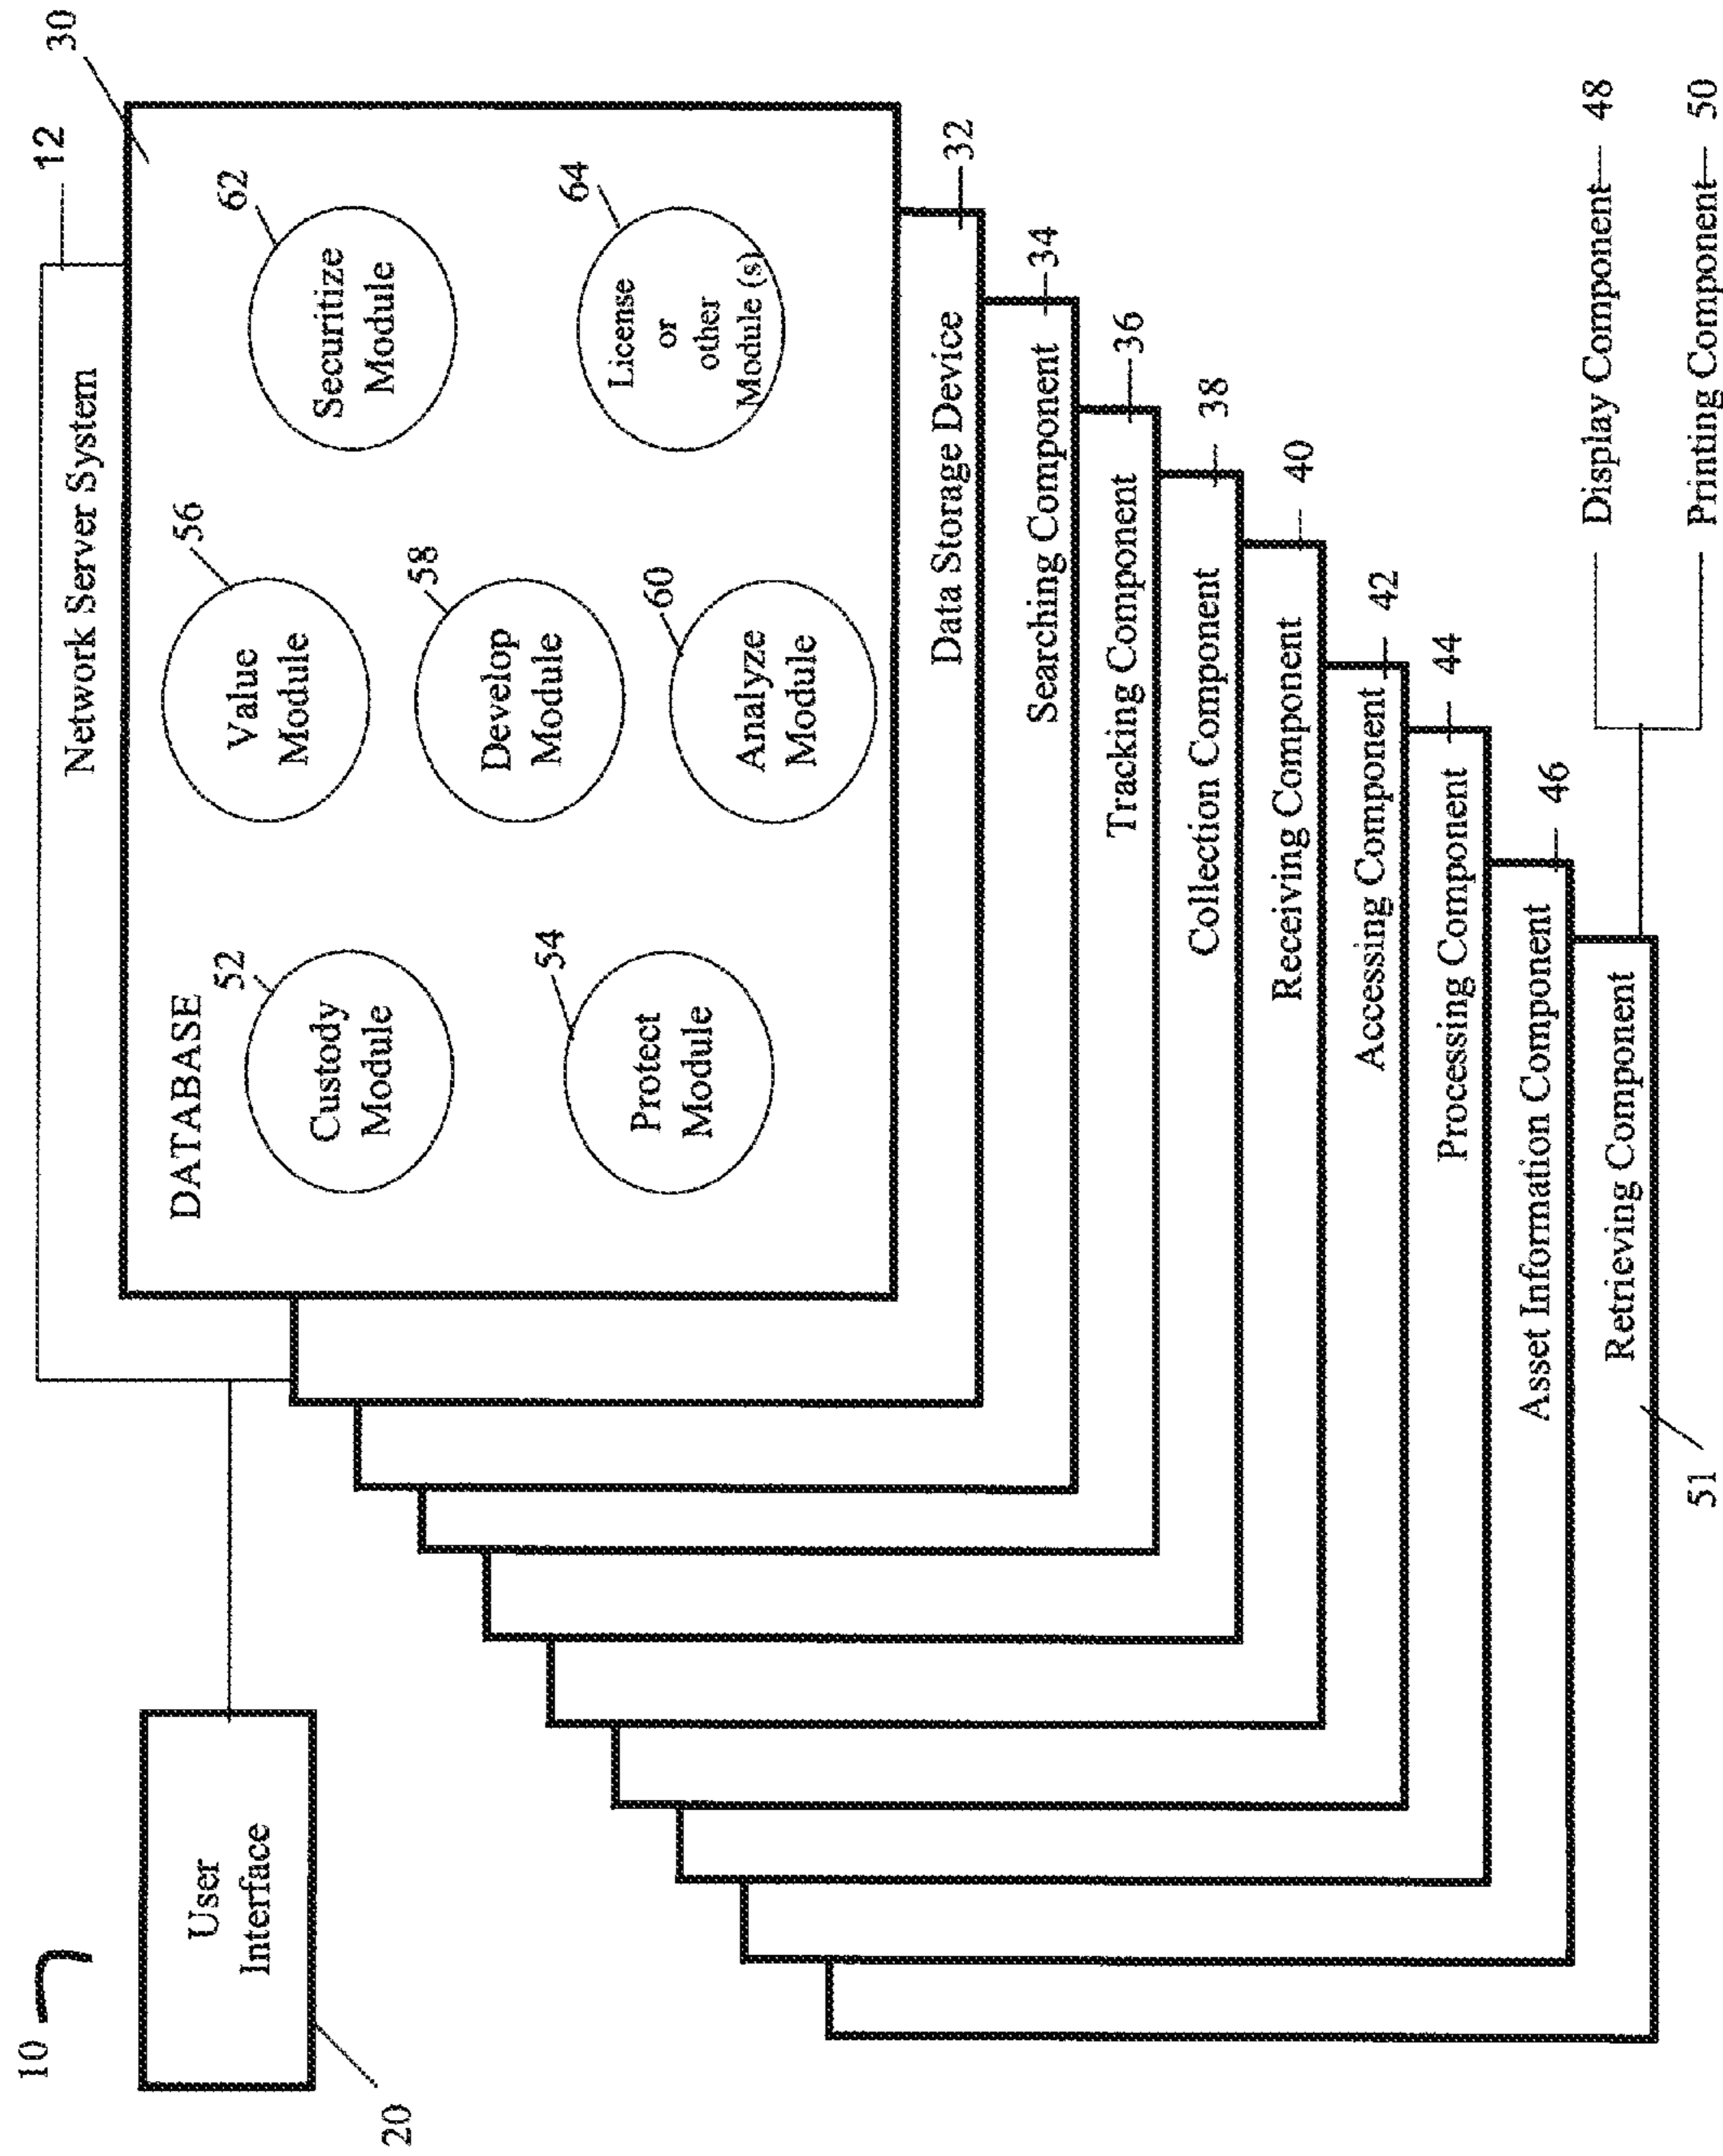 10
12
30
Network Server System
User
Interface
20
DATABASE
52
Custody
Module
54
Protect
Module
56
Value
Module
58
Develop
Module
60
Analyze
Module
62
Securitize
Module
64
License
or
other
Module (s)
Data Storage Device
32
Searching Component
34
Tracking Component
36
Collection Component
38
Receiving Component
40
Accessing Component
42
Processing Component
44
Asset Information Component
46
Retrieving Component
51
Display Component 48
Printing Component 50